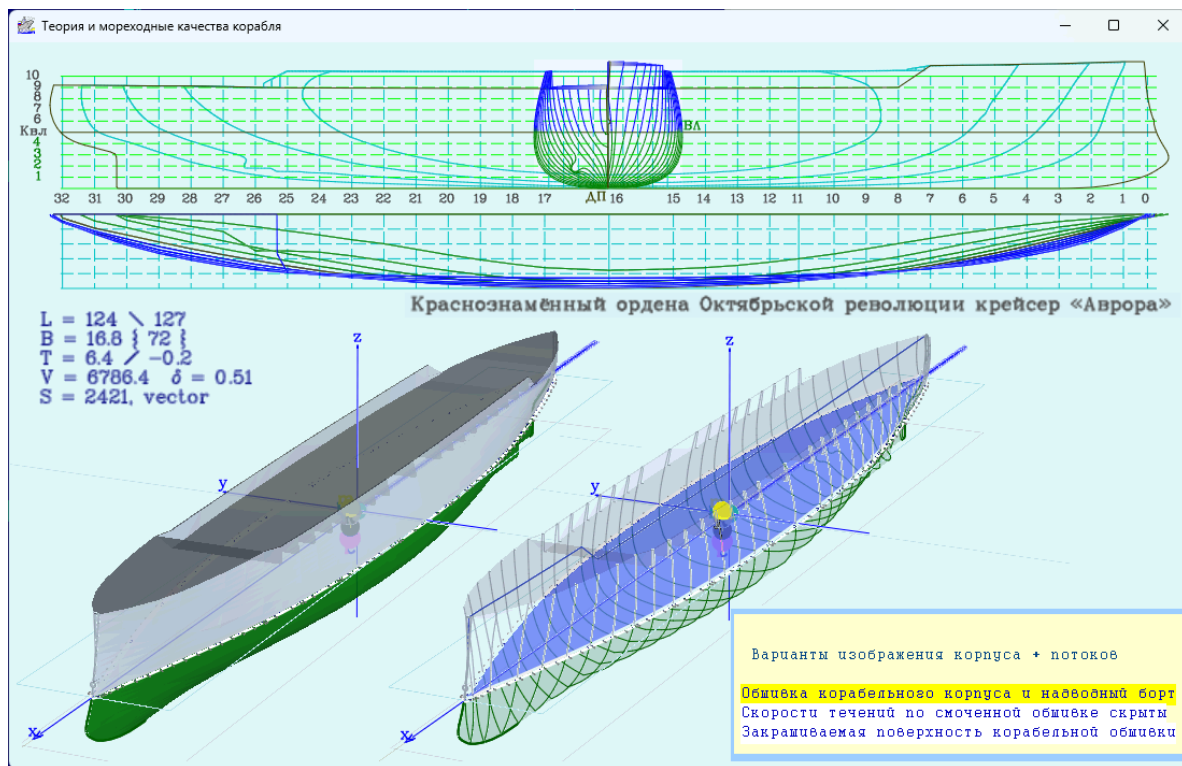 Теория и мореходные качества корабля
10
9
8
7
6
Квл
4
3
2
1
ВЛ
32 31 30 29 28 27 26 25 24 23 22 21 20 19 18 17 ДП 16 15 14 13 12 11 10 9 8 7 6 5 4 3 2 1 0
Краснознамённый ордена Октябрьской революции крейсер «Аврора»
L = 124 \ 127
B = 16.8 { 72 }
T = 6.4 / -0.2
V = 6786.4 δ = 0.51
S = 2421, vector
z
y
x
z
y
x
Варианты изображения корпуса + потоков
Обшивка корабельного корпуса и надводный борт
Скорости течений по смоченной обшивке скрыты
Закрашиваемая поверхность корабельной обшивки